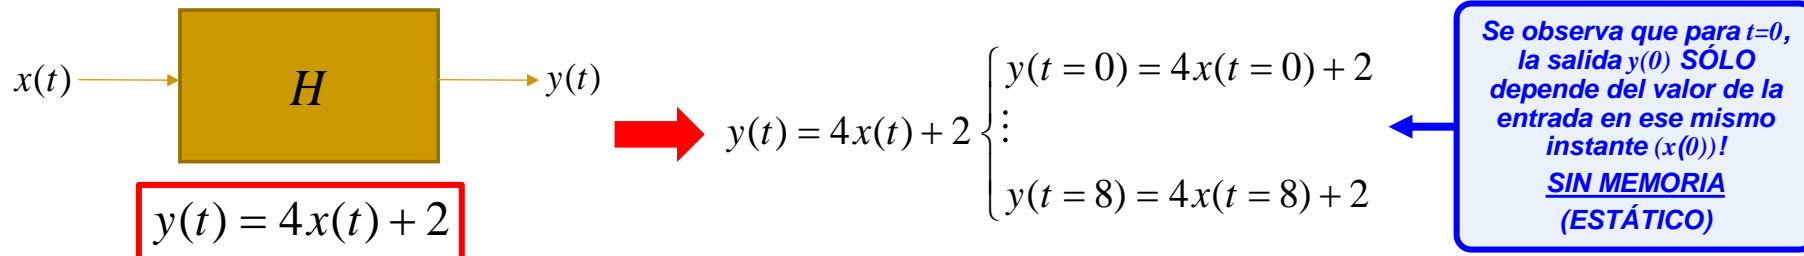 x(t)
H
y(t)
y(t) = 4x(t) + 2
y(t) = 4x(t) + 2
y(t = 0) = 4x(t = 0) + 2
⋮
y(t = 8) = 4x(t = 8) + 2
Se observa que para t=0,
la salida y(0) SÓLO
depende del valor de la
entrada en ese mismo
instante (x(0))!
SIN MEMORIA
(ESTÁTICO)